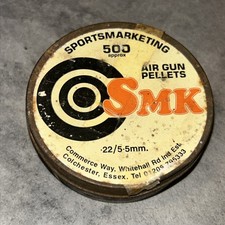 SPORTSMARKETING
500
approx
AIR GUN
PELLETS
SMK
.22/5·5mm.
Commerce Way, Whitehall Rd Ind Est,
Colchester, Essex. Tel 01206